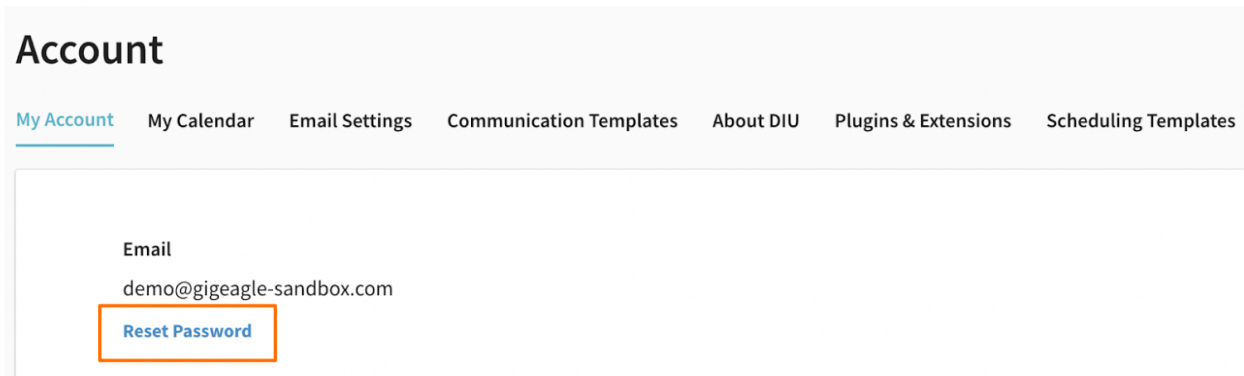 Account
My Account My Calendar Email Settings Communication Templates About DIU Plugins & Extensions Scheduling Templates
Email
demo@gigeagle-sandbox.com
Reset Password